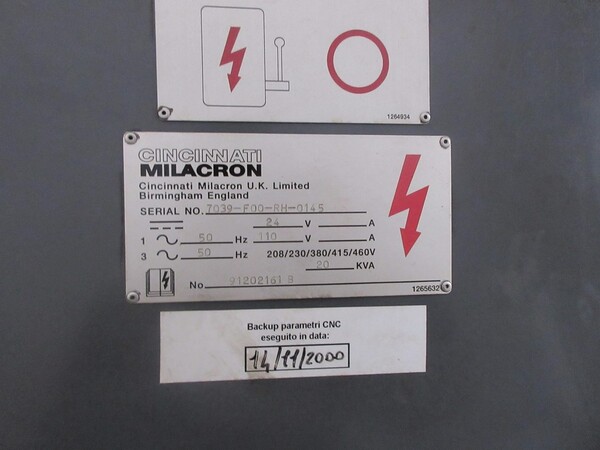 1264934
CINCINNATI
MILACRON
Cincinnati Milacron U.K. Limited
Birmingham England
SERIAL NO. 7039-F00-RH-0145
24 V A
1 50 Hz 110 V A
3 50 Hz 208/230/380/415/460V
20 KVA
No 91202161 B
1265632
Backup parametri CNC
eseguito in data:
14/11/2000